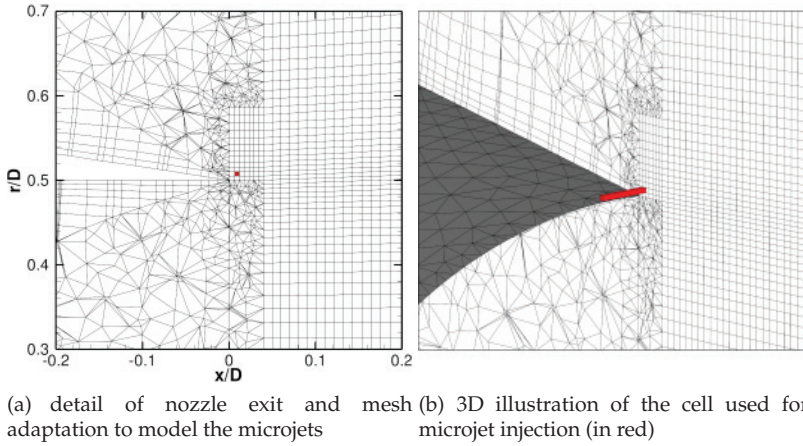 0.7
0.6
0.5
0.4
0.3
r/D
-0.2 -0.1 0 0.1 0.2
x/D
(a) detail of nozzle exit and mesh
adaptation to model the microjets
(b) 3D illustration of the cell used for
microjet injection (in red)